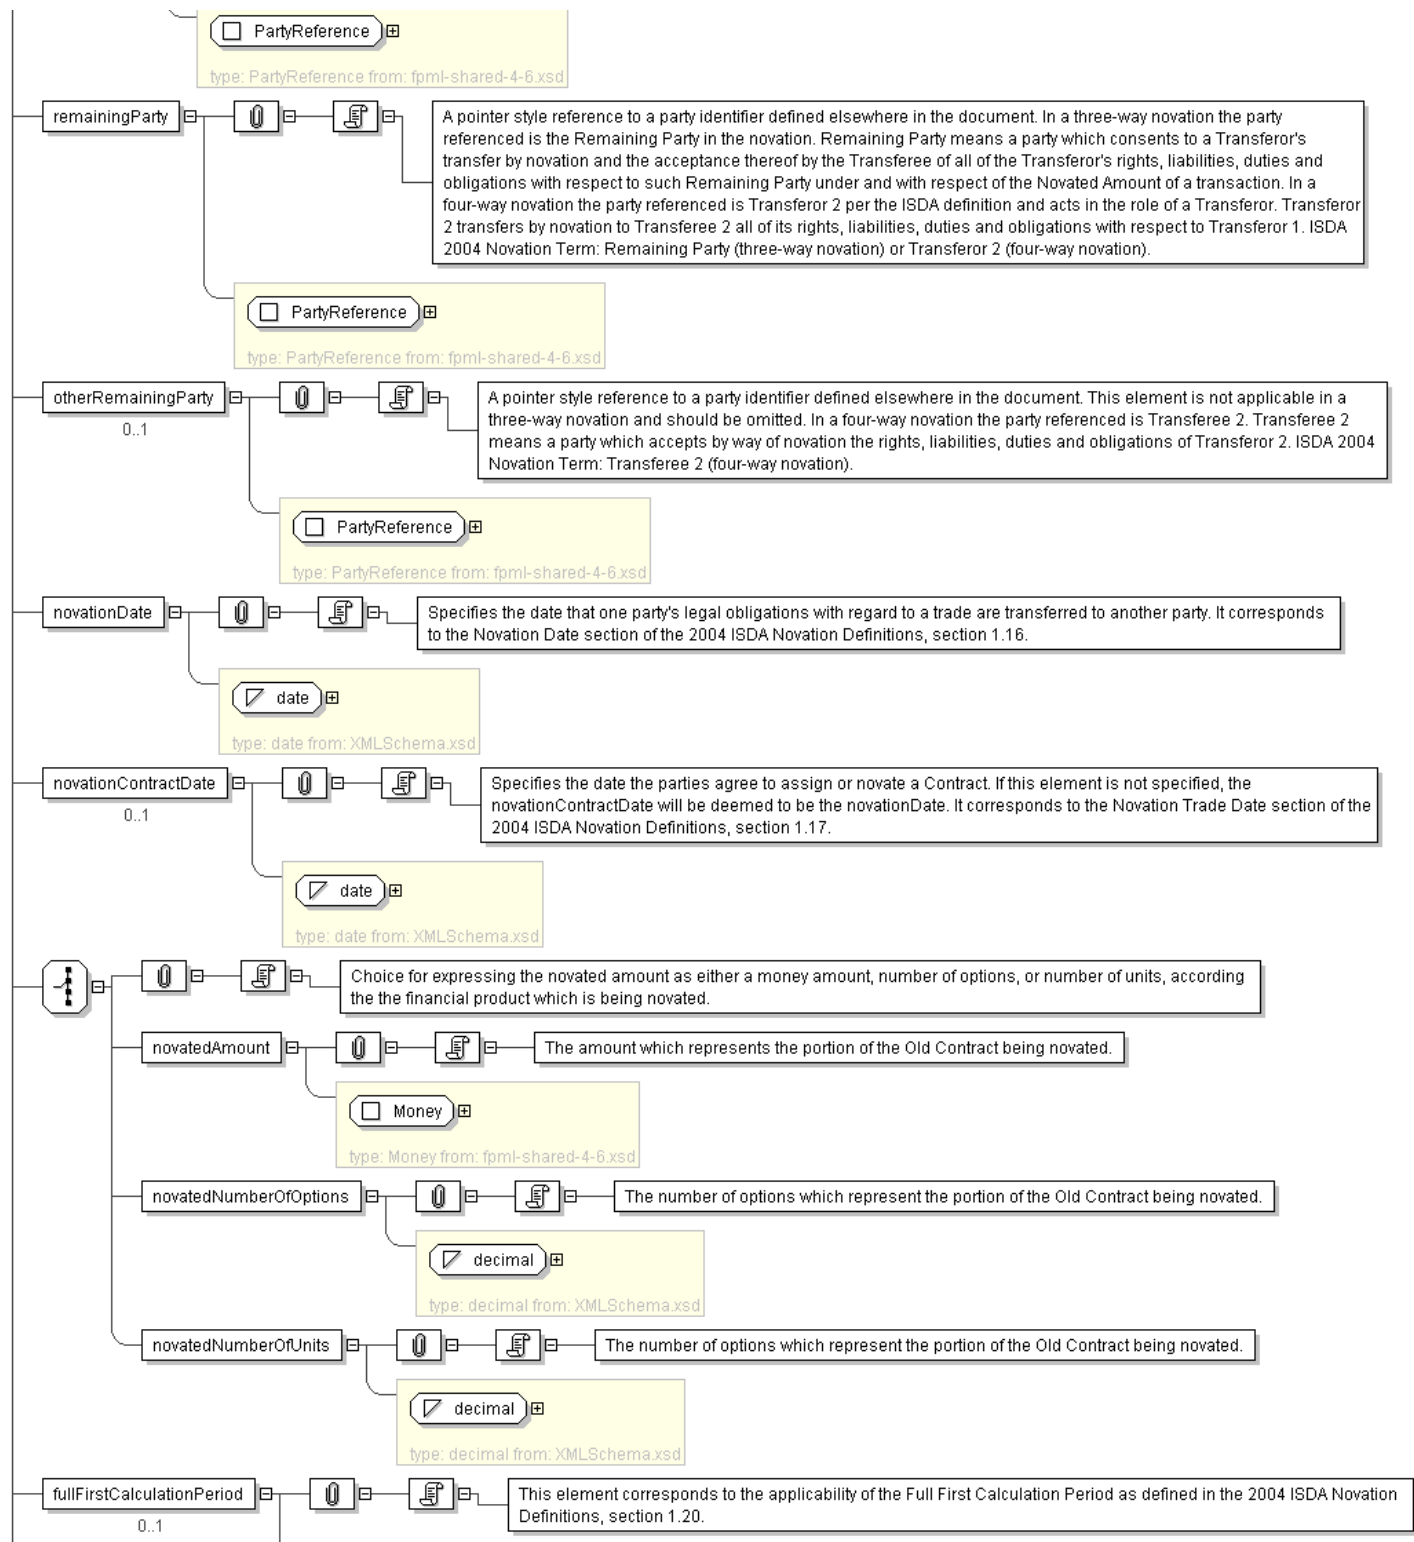 PartyReference
type: PartyReference from: fpml-shared-4-6.xsd
remainingParty
A pointer style reference to a party identifier defined elsewhere in the document. In a three-way novation the party
referenced is the Remaining Party in the novation. Remaining Party means a party which consents to a Transferor's
transfer by novation and the acceptance thereof by the Transferee of all of the Transferor's rights, liabilities, duties and
obligations with respect to such Remaining Party under and with respect of the Novated Amount of a transaction. In a
four-way novation the party referenced is Transferor 2 per the ISDA definition and acts in the role of a Transferor. Transferor
2 transfers by novation to Transferee 2 all of its rights, liabilities, duties and obligations with respect to Transferor 1. ISDA
2004 Novation Term: Remaining Party (three-way novation) or Transferor 2 (four-way novation).
PartyReference
type: PartyReference from: fpml-shared-4-6.xsd
otherRemainingParty
0..1
A pointer style reference to a party identifier defined elsewhere in the document. This element is not applicable in a
three-way novation and should be omitted. In a four-way novation the party referenced is Transferee 2. Transferee 2
means a party which accepts by way of novation the rights, liabilities, duties and obligations of Transferor 2. ISDA 2004
Novation Term: Transferee 2 (four-way novation).
PartyReference
type: PartyReference from: fpml-shared-4-6.xsd
novationDate
Specifies the date that one party's legal obligations with regard to a trade are transferred to another party. It corresponds
to the Novation Date section of the 2004 ISDA Novation Definitions, section 1.16.
date
type: date from: XMLSchema.xsd
novationContractDate
0..1
Specifies the date the parties agree to assign or novate a Contract. If this element is not specified, the
novationContractDate will be deemed to be the novationDate. It corresponds to the Novation Trade Date section of the
2004 ISDA Novation Definitions, section 1.17.
date
type: date from: XMLSchema.xsd
Choice for expressing the novated amount as either a money amount, number of options, or number of units, according
the the financial product which is being novated.
novatedAmount
The amount which represents the portion of the Old Contract being novated.
Money
type: Money from: fpml-shared-4-6.xsd
novatedNumberOfOptions
The number of options which represent the portion of the Old Contract being novated.
decimal
type: decimal from: XMLSchema.xsd
novatedNumberOfUnits
The number of options which represent the portion of the Old Contract being novated.
decimal
type: decimal from: XMLSchema.xsd
fullFirstCalculationPeriod
0..1
This element corresponds to the applicability of the Full First Calculation Period as defined in the 2004 ISDA Novation
Definitions, section 1.20.